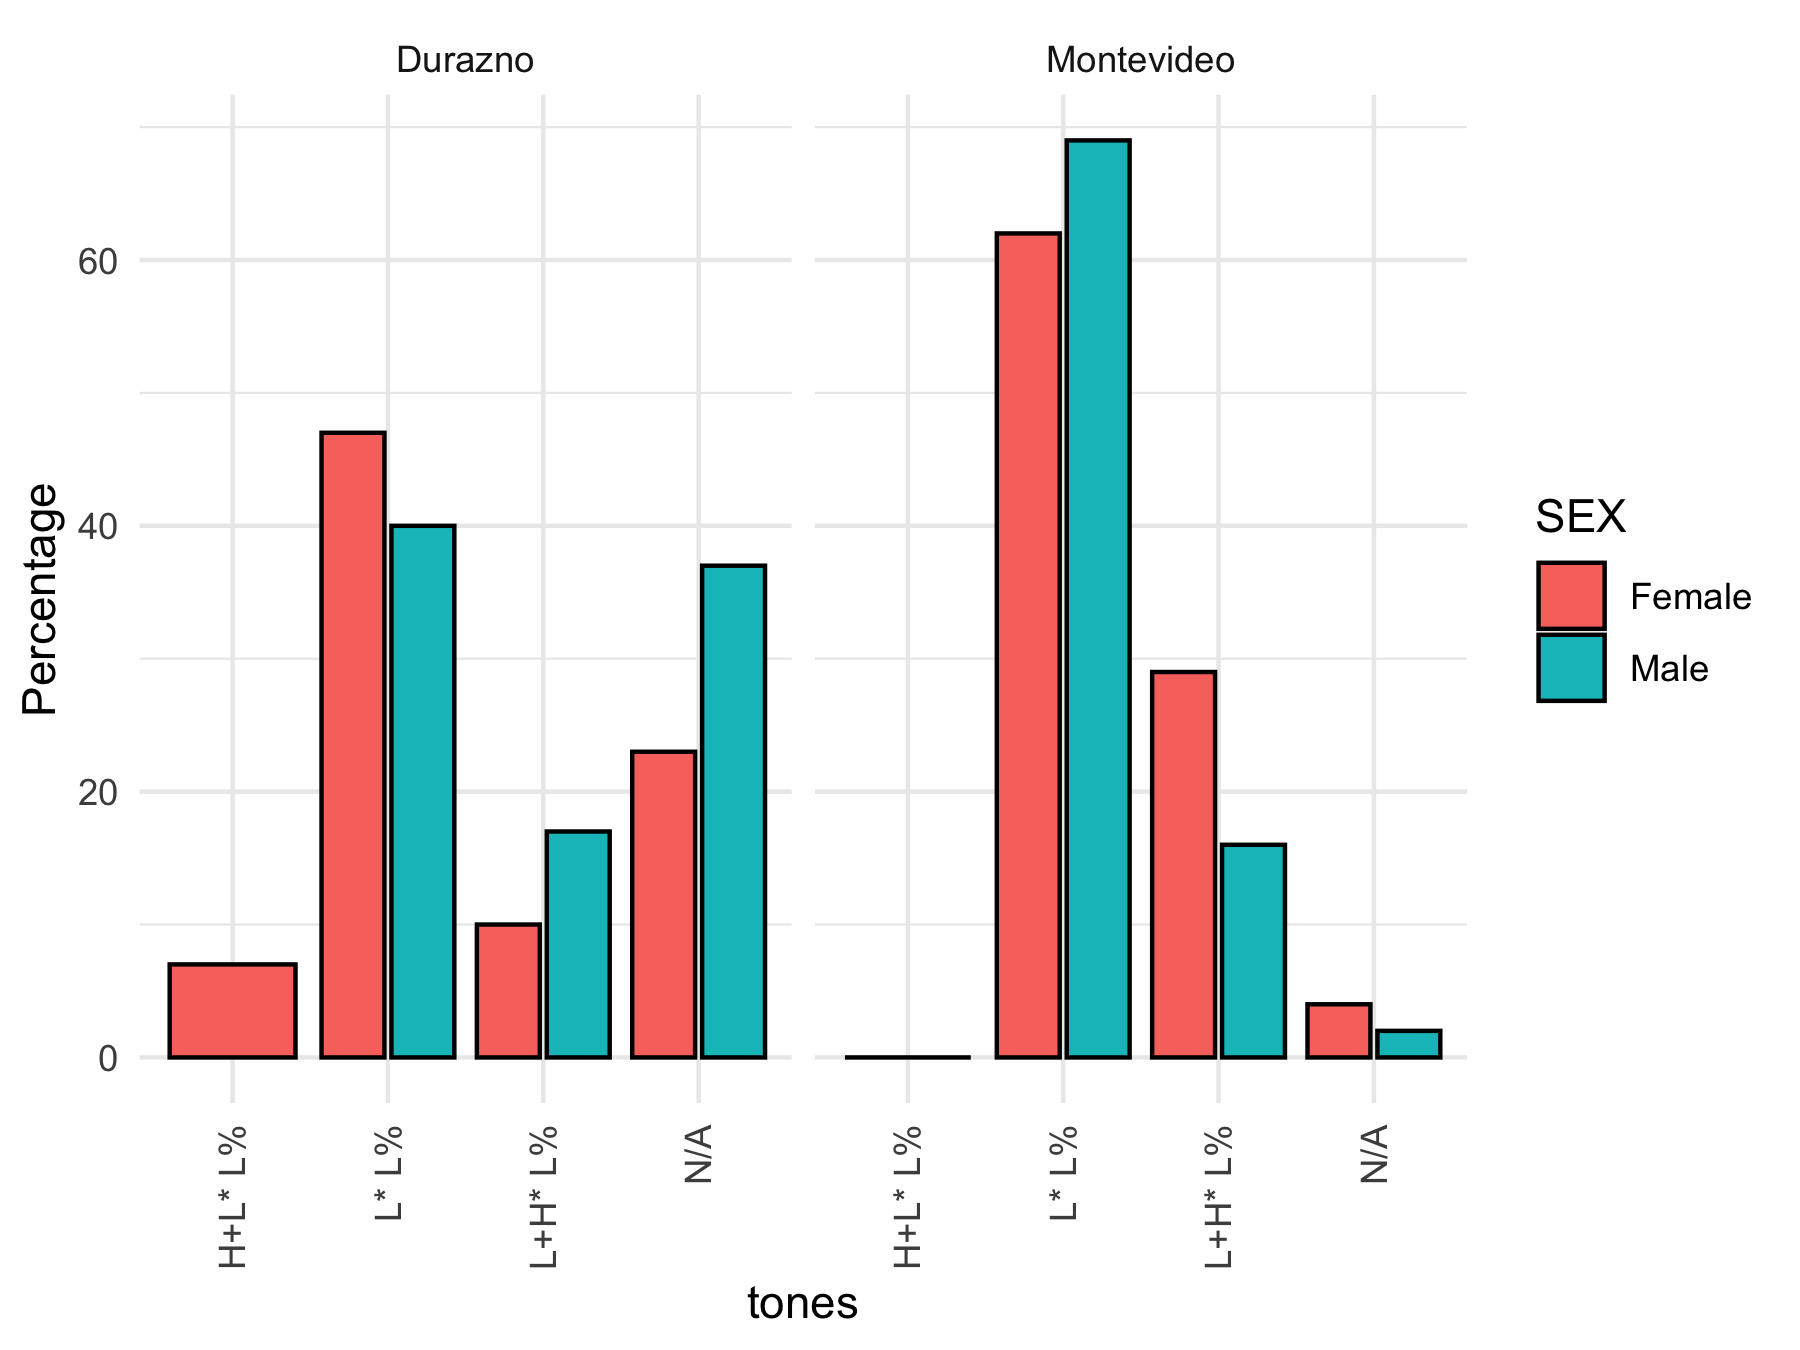 Durazno
Montevideo
Percentage
60
40
20
0
H+L* L%
L* L%
L+H* L%
N/A
H+L* L%
L* L%
L+H* L%
N/A
tones
SEX
Female
Male